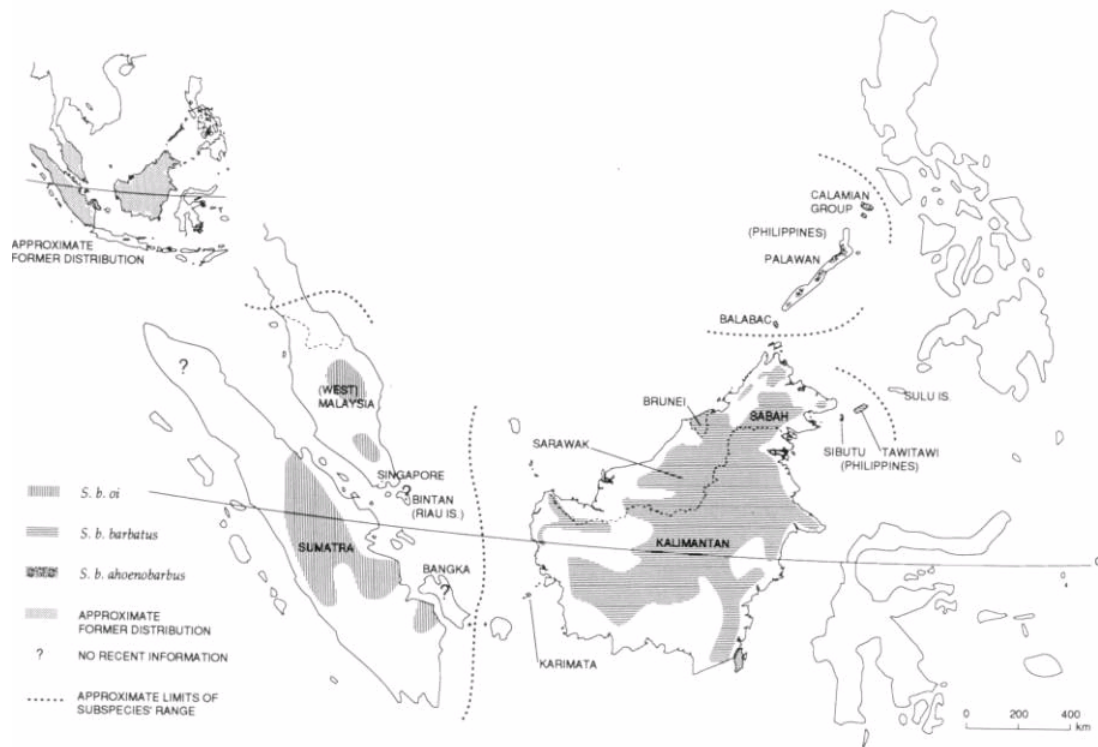 APPROXIMATE
FORMER DISTRIBUTION
CALAMIAN
GROUP
(PHILIPPINES)
PALAWAN
BALABAC
?
(WEST)
MALAYSIA
BRUNEI
SABAH
SULU IS.
SARAWAK
SIBUTU
TAWITAWI
(PHILIPPINES)
SINGAPORE
?
BINTAN
(RIAU IS.)
SUMATRA
KALIMANTAN
BANGKA
?
KARIMATA
0
S. b. oi
S. b. barbatus
S. b. ahoenobarbus
APPROXIMATE
FORMER DISTRIBUTION
? NO RECENT INFORMATION
APPROXIMATE LIMITS OF
SUBSPECIES' RANGE
0 200 400
km